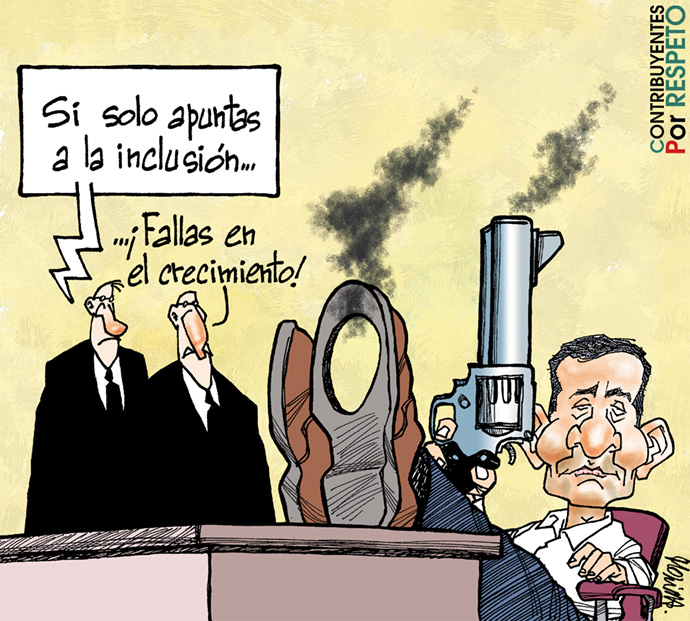 CONTRIBUYENTES
Por RESPETO
Si solo apuntas
a la inclusión...
...¡Fallas en
el crecimiento!